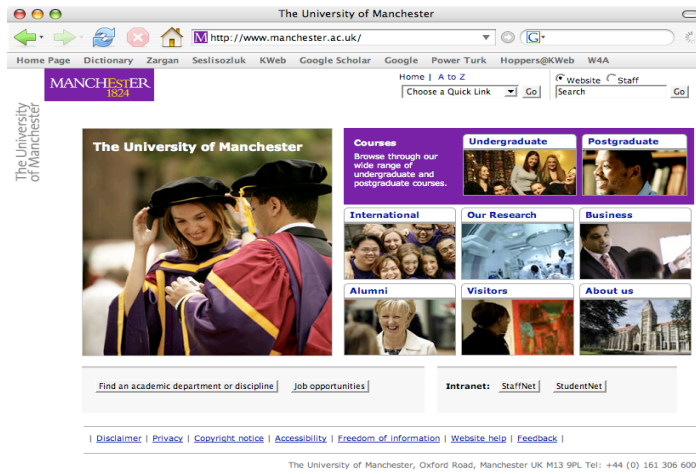 The University of Manchester
http://www.manchester.ac.uk/
G
Home Page Dictionary Zargan Seslisozluk KWeb Google Scholar Google Power Turk Hoppers@KWeb W4A
MANCHESTER
1824
The University
of Manchester
Home | A to Z
Choose a Quick Link Go
Website Staff
Search Go
The University of Manchester
Courses
Browse through our
wide range of
undergraduate and
postgraduate courses.
Undergraduate
Postgraduate
International
Our Research
Business
Alumni
Visitors
About us
Find an academic department or discipline Job opportunities
Intranet: StaffNet StudentNet
| Disclaimer | Privacy | Copyright notice | Accessibility | Freedom of information | Website help | Feedback |
The University of Manchester, Oxford Road, Manchester UK M13 9PL Tel: +44 (0) 161 306 600